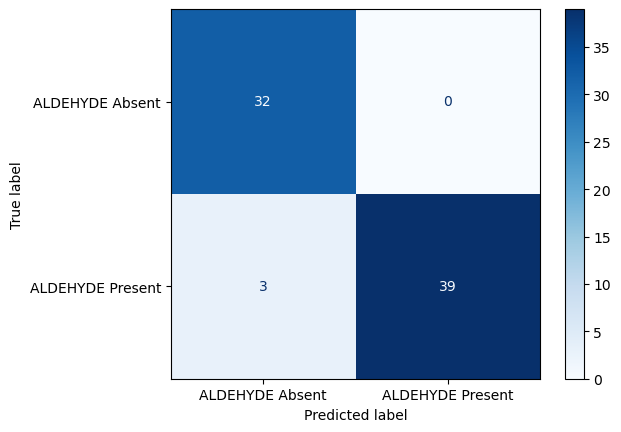 ALDEHYDE Absent
ALDEHYDE Present
True label
32
0
3
39
ALDEHYDE Absent
ALDEHYDE Present
Predicted label
35
30
25
20
15
10
5
0